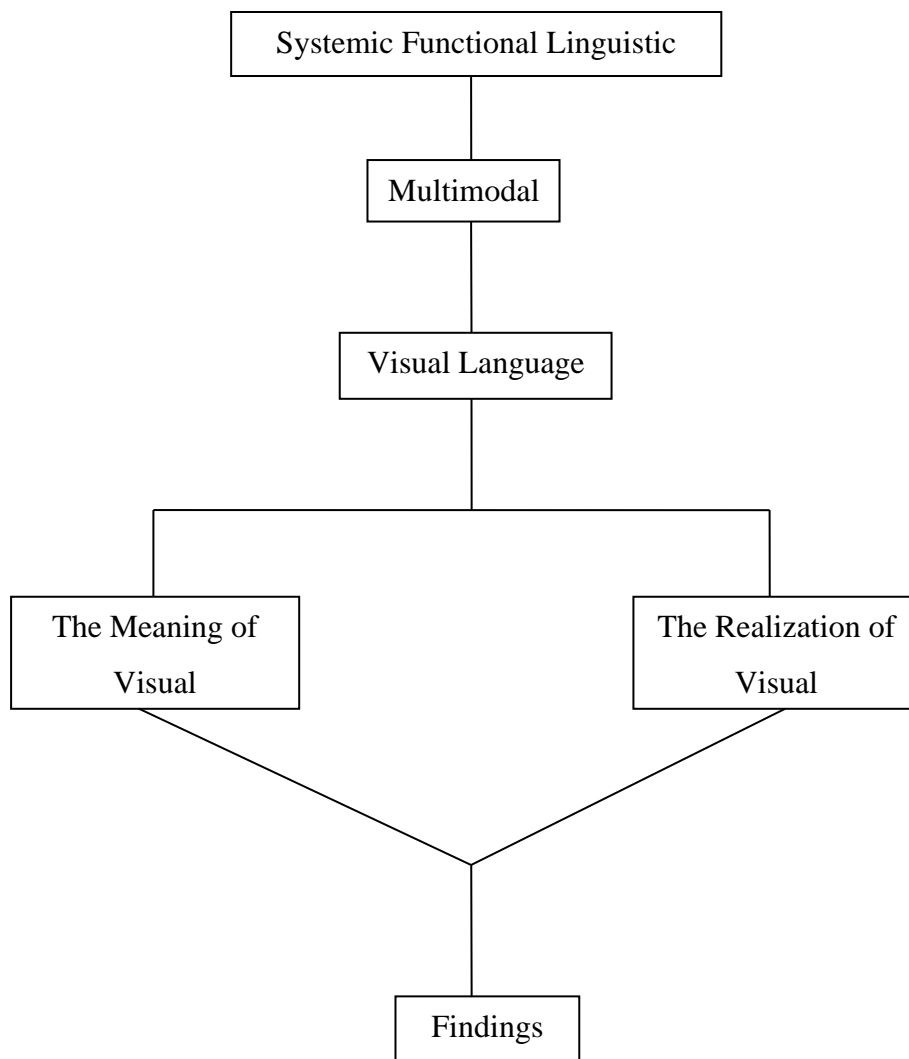 Systemic Functional Linguistic
Multimodal
Visual Language
The Meaning of
Visual
The Realization of
Visual
Findings